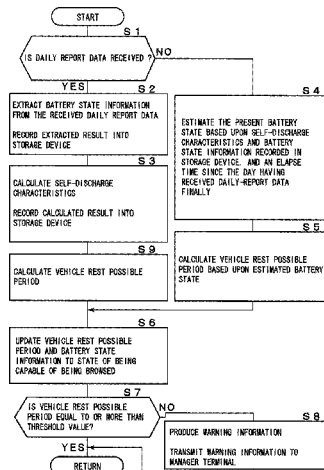 START
S 1
IS DAILY REPORT DATA RECEIVED ?
NO
YES
S 2
EXTRACT BATTERY STATE INFORMATION
FROM THE RECEIVED DAILY REPORT DATA
RECORD EXTRACTED RESULT INTO
STORAGE DEVICE
S 3
CALCULATE SELF-DISCHARGE
CHARACTERISTICS
RECORD CALCULATED RESULT INTO
STORAGE DEVICE
S 9
CALCULATE VEHICLE REST POSSIBLE
PERIOD
S 4
ESTIMATE THE PRESENT BATTERY
STATE BASED UPON SELF-DISCHARGE
CHARACTERISTICS AND BATTERY
STATE INFORMATION RECORDED IN
STORAGE DEVICE, AND AN ELAPSE
TIME SINCE THE DAY HAVING
RECEIVED DAILY-REPORT DATA
FINALLY
S 5
CALCULATE VEHICLE REST POSSIBLE
PERIOD BASED UPON ESTIMATED BATTERY
STATE
S 6
UPDATE VEHICLE REST POSSIBLE
PERIOD AND BATTERY STATE
INFORMATION TO STATE OF BEING
CAPABLE OF BEING BROWSED
S 7
IS VEHICLE REST POSSIBLE
PERIOD EQUAL TO OR MORE THAN
THRESHOLD VALUE?
NO
YES
S 8
PRODUCE WARNING INFORMATION
TRANSMIT WARNING INFORMATION TO
MANAGER TERMINAL
RETURN